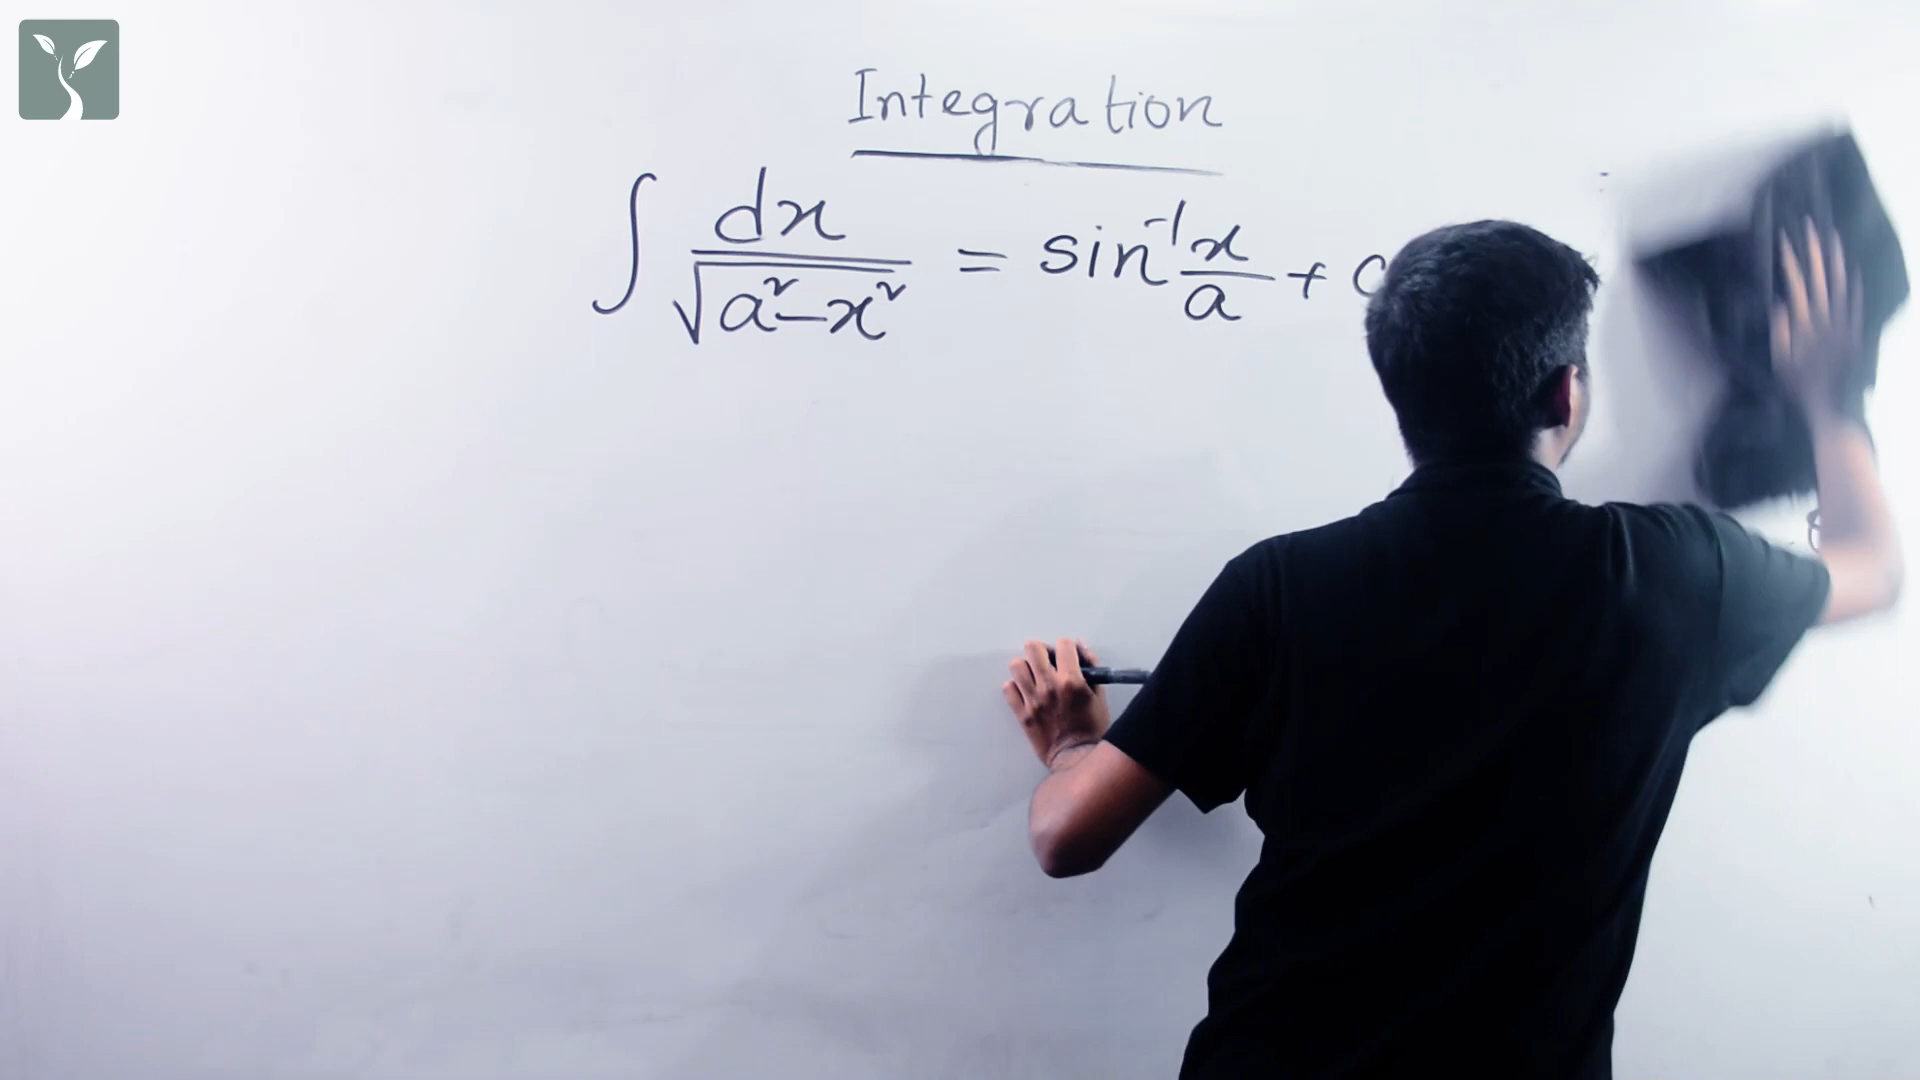 Integration
∫ dx / √(a² – x²) = sin⁻¹ x/a + c